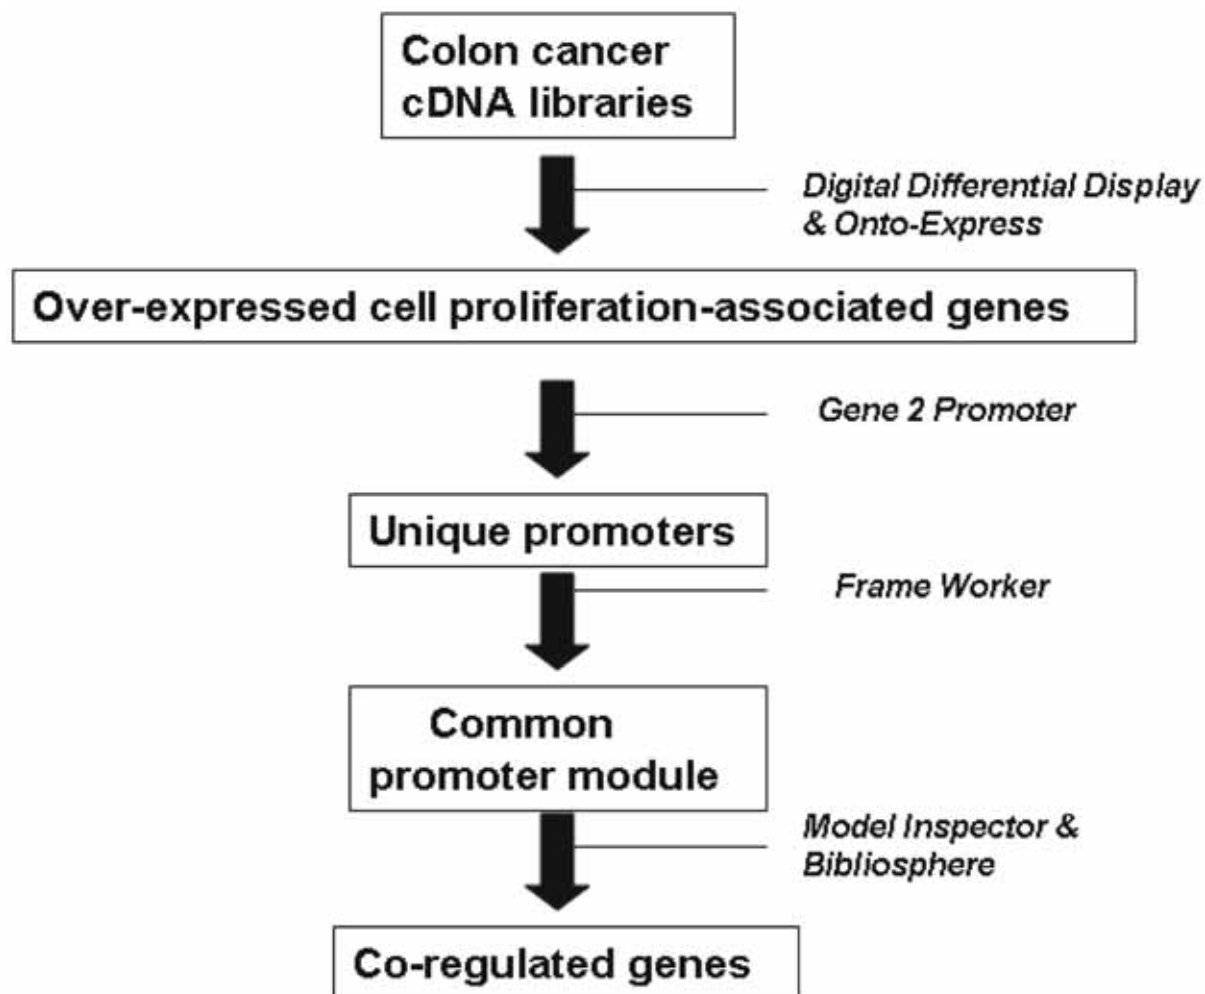 Colon cancer
cDNA libraries
Digital Differential Display
& Onto-Express
Over-expressed cell proliferation-associated genes
Gene 2 Promoter
Unique promoters
Frame Worker
Common
promoter module
Model Inspector &
Bibliosphere
Co-regulated genes